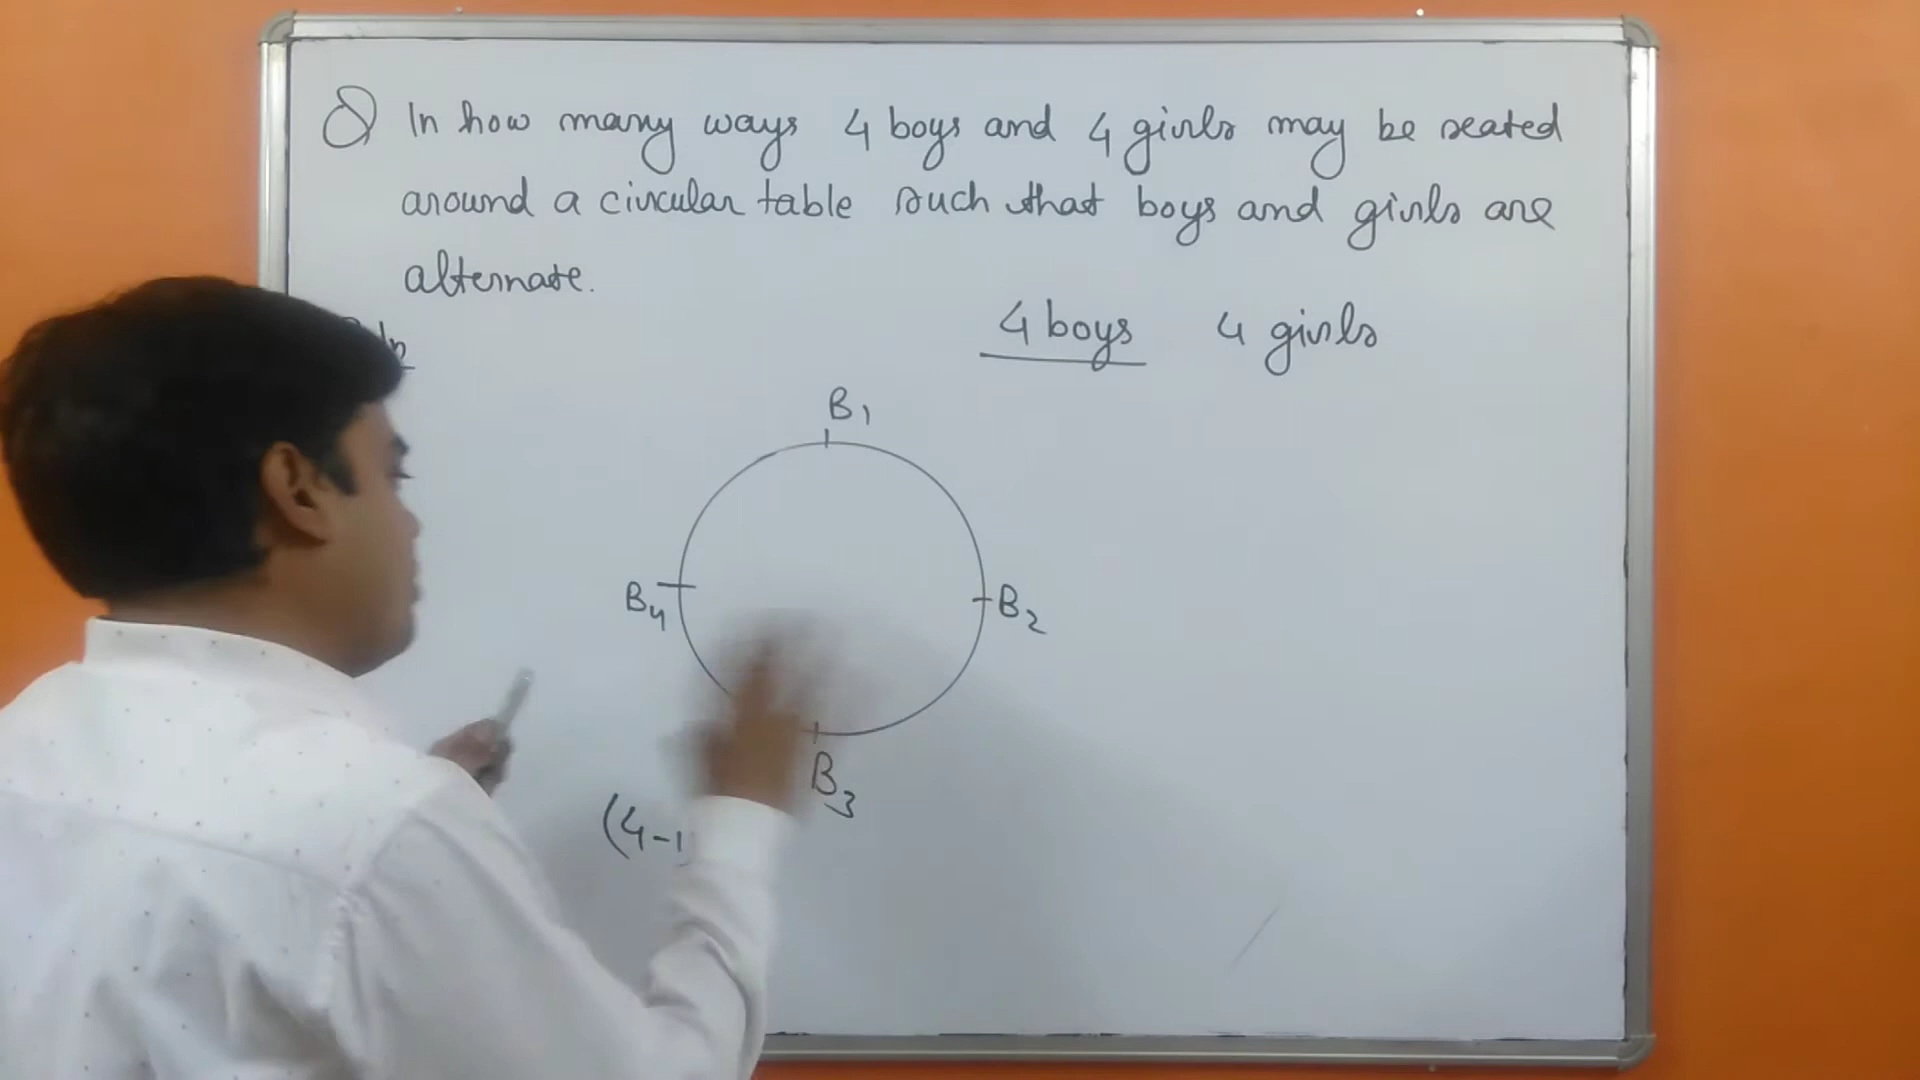 Q) In how many ways 4 boys and 4 girls may be seated
around a circular table such that boys and girls are
alternate.
4 boys 4 girls
B1
B4
B2
B3
(4-1